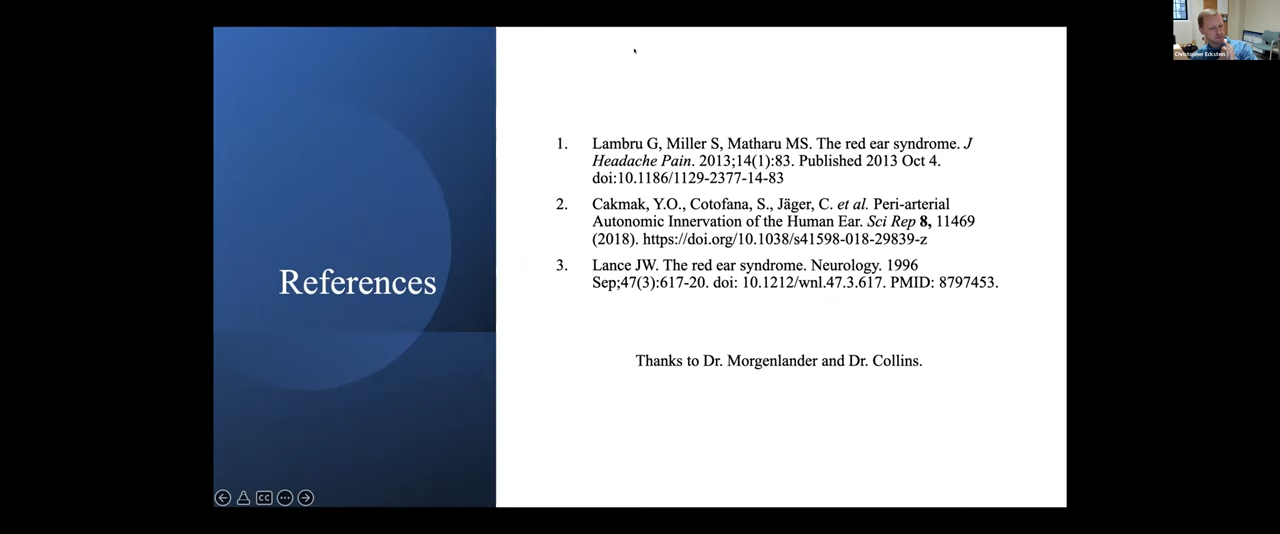 Christopher Eckstein
References
1. Lambru G, Miller S, Matharu MS. The red ear syndrome. J
Headache Pain. 2013;14(1):83. Published 2013 Oct 4.
doi:10.1186/1129-2377-14-83
2. Cakmak, Y.O., Cotofana, S., Jäger, C. et al. Peri-arterial
Autonomic Innervation of the Human Ear. Sci Rep 8, 11469
(2018). https://doi.org/10.1038/s41598-018-29839-z
3. Lance JW. The red ear syndrome. Neurology. 1996
Sep;47(3):617-20. doi: 10.1212/wnl.47.3.617. PMID: 8797453.
Thanks to Dr. Morgenlander and Dr. Collins.
CC